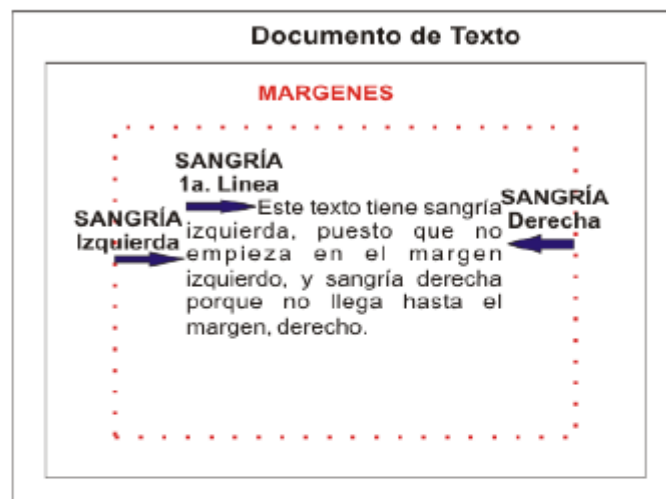 Documento de Texto
MARGENES
SANGRÍA
1a. Linea
SANGRÍA
Izquierda
Este texto tiene sangría
izquierda, puesto que no
empieza en el margen
izquierdo, y sangría derecha
porque no llega hasta el
margen, derecho.
SANGRÍA
Derecha